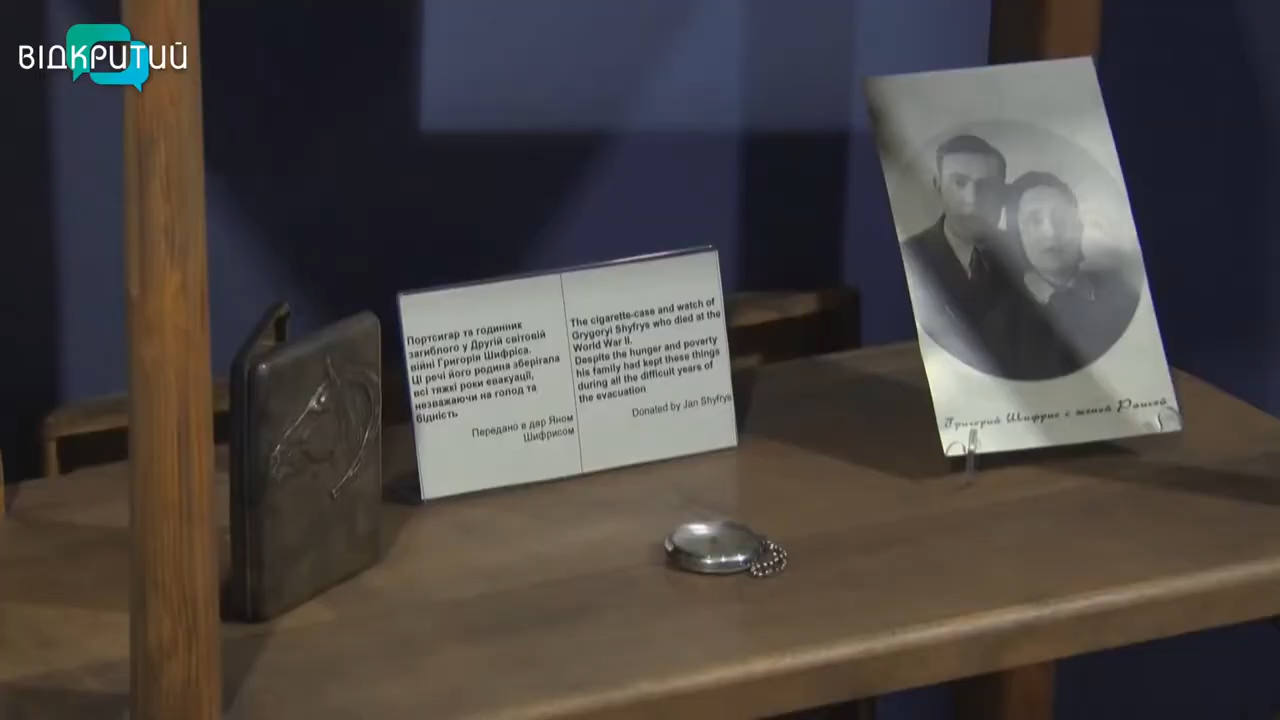 ВІДКРИТИЙ
Портсигар та годинник
загиблого у Другій світовій
війні Григорія Шифріса.
Ці речі його родина зберігала
всі тяжкі роки евакуації,
незважаючи на голод та
бідність
Передано в дар Яном
Шифрисом
The cigarette-case and watch of
Grygoryi Shyfrys who died at the
World War II.
Despite the hunger and poverty
his family had kept these things
during all the difficult years of
the evacuation
Donated by Jan Shyfrys
Григорий Шифрис с женой Раисой